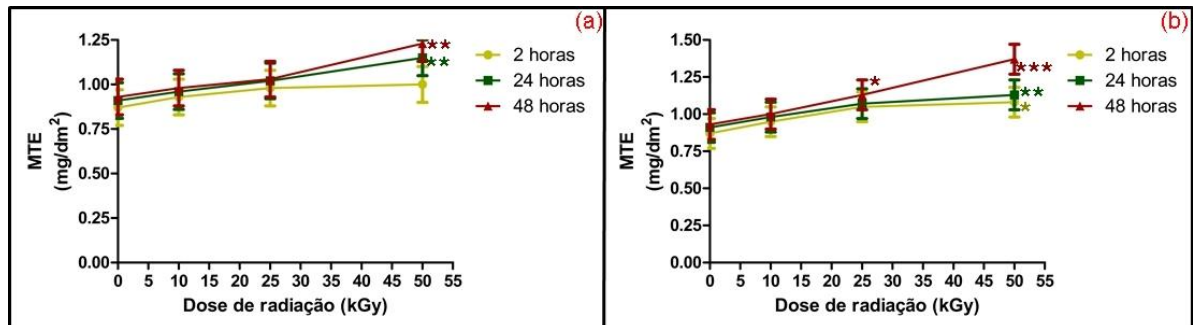 (a)
MTE
(mg/dm²)
1.25
1.00
0.75
0.50
0.25
0.00
0 5 10 15 20 25 30 35 40 45 50 55
Dose de radiação (kGy)
**
**
2 horas
24 horas
48 horas
(b)
MTE
(mg/dm²)
1.50
1.25
1.00
0.75
0.50
0.25
0.00
0 5 10 15 20 25 30 35 40 45 50 55
Dose de radiação (kGy)
*
***
**
*
2 horas
24 horas
48 horas